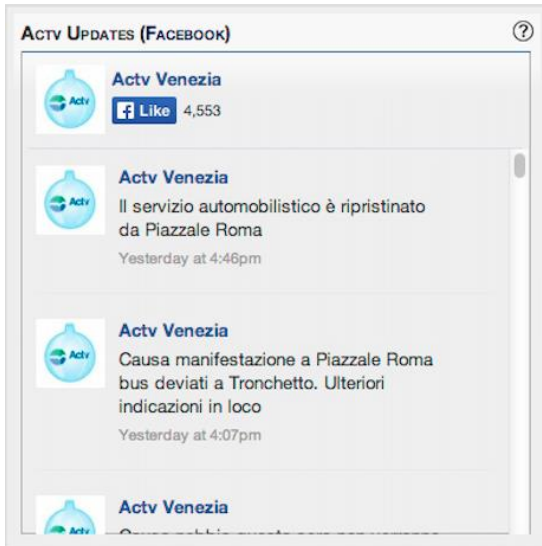 Actv Updates (Facebook)
?
Actv Venezia
Actv
f Like 4,553
Actv Venezia
Actv
Il servizio automobilistico è ripristinato
da Piazzale Roma
Yesterday at 4:46pm
Actv Venezia
Actv
Causa manifestazione a Piazzale Roma
bus deviati a Tronchetto. Ulteriori
indicazioni in loco
Yesterday at 4:07pm
Actv Venezia
Actv